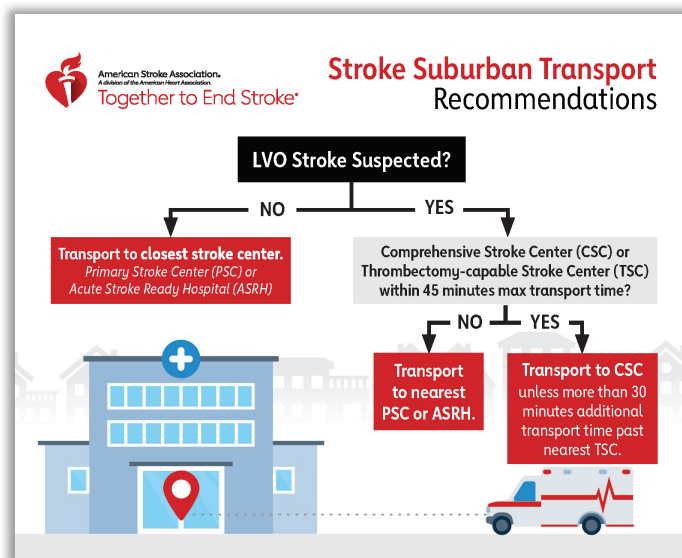 American Stroke Association.
A division of the American Heart Association.
Together to End Stroke®
Stroke Suburban Transport
Recommendations
LVO Stroke Suspected?
NO
YES
Transport to closest stroke center.
Primary Stroke Center (PSC) or
Acute Stroke Ready Hospital (ASRH)
Comprehensive Stroke Center (CSC) or
Thrombectomy-capable Stroke Center (TSC)
within 45 minutes max transport time?
NO
YES
Transport
to nearest
PSC or ASRH.
Transport to CSC
unless more than 30
minutes additional
transport time past
nearest TSC.